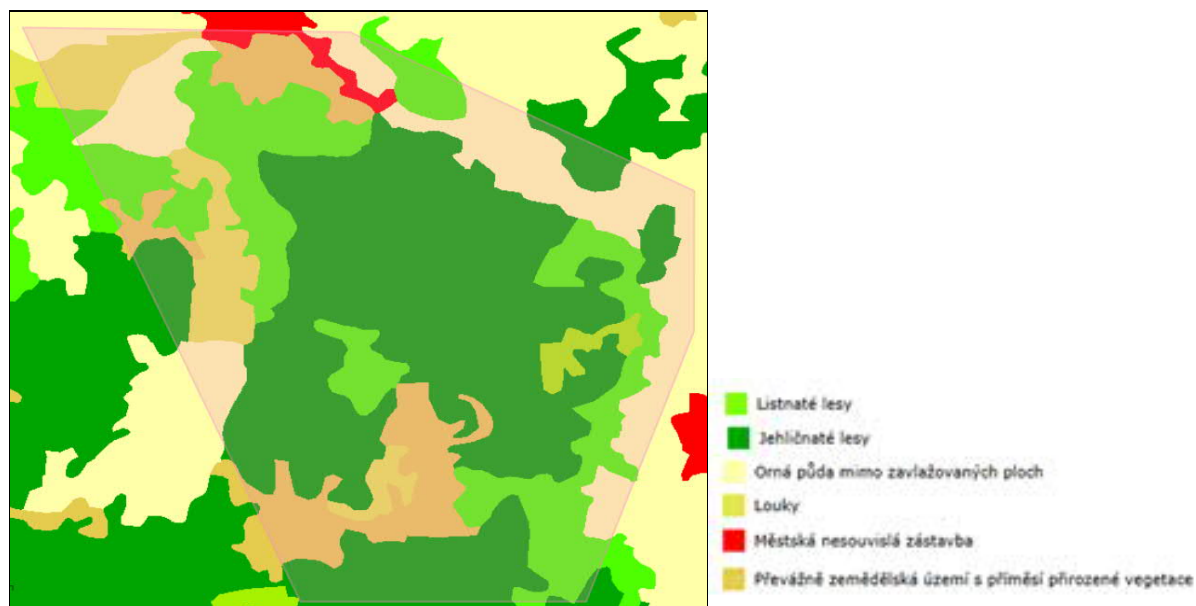 Listnaté lesy
Jehličnaté lesy
Orná půda mimo zavlažovaných ploch
Louky
Městská nesouvislá zástavba
Převážně zemědělská území s příměsí přirozené vegetace